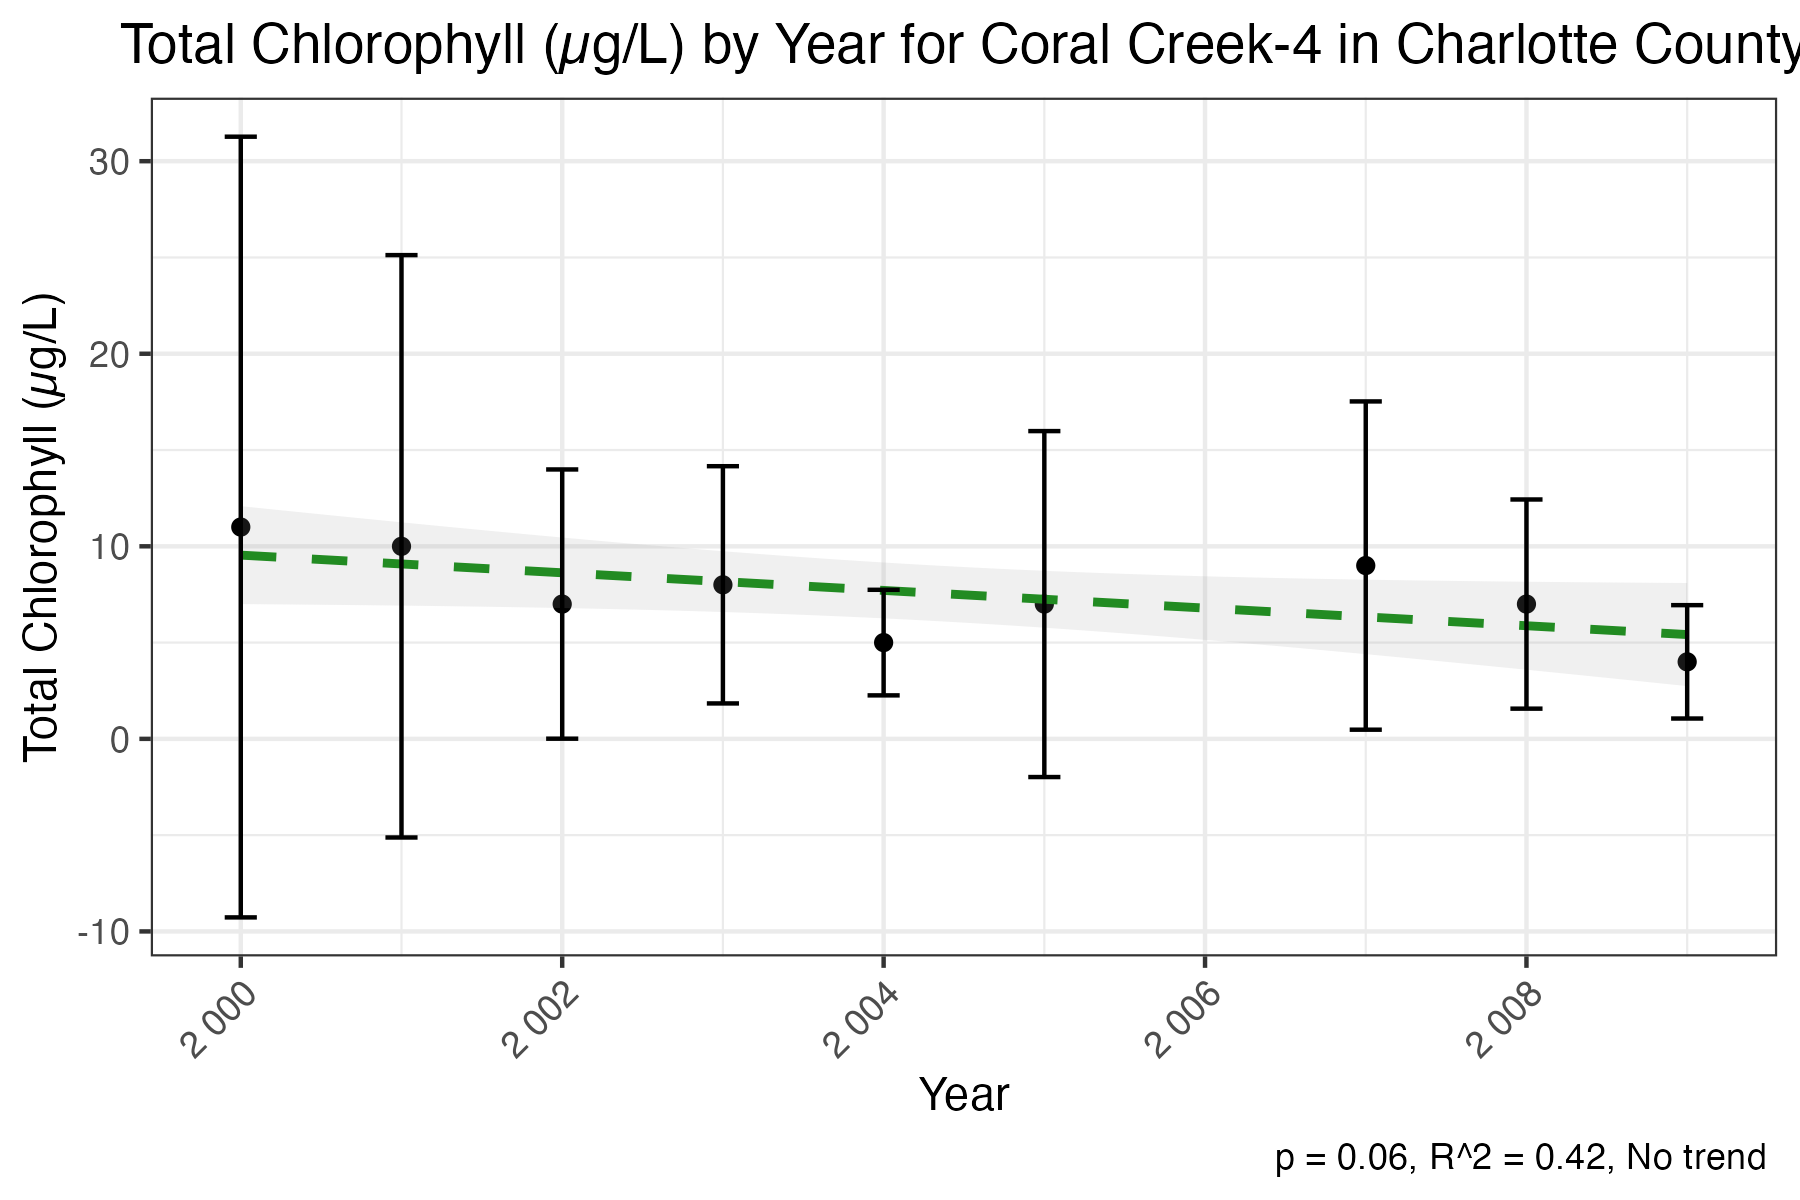 Total Chlorophyll (µg/L) by Year for Coral Creek-4 in Charlotte County
Total Chlorophyll (µg/L)
30
20
10
0
-10
2 000
2 002
2 004
2 006
2 008
Year
p = 0.06, R^2 = 0.42, No trend